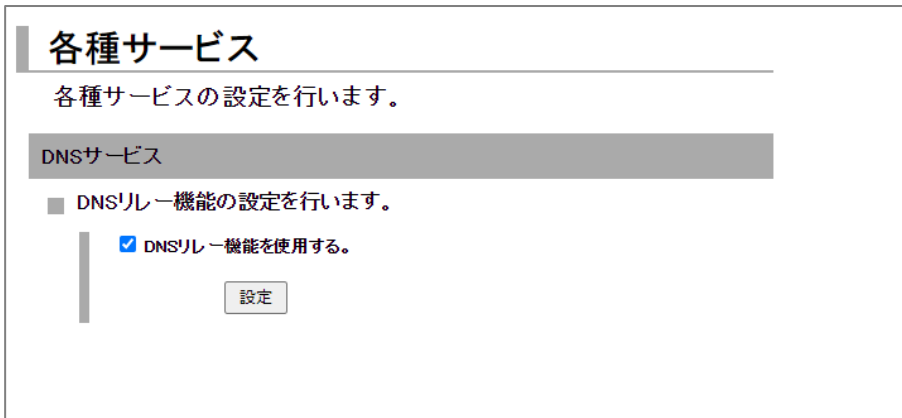 各種サービス
各種サービスの設定を行います。
DNSサービス
DNSリレー機能の設定を行います。
DNSリレー機能を使用する。
設定